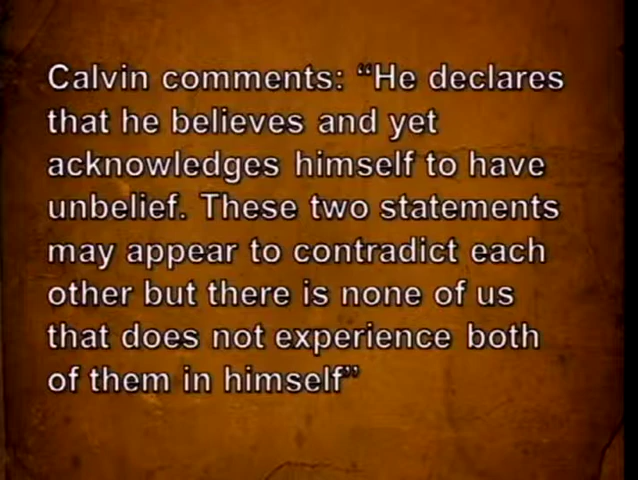 Calvin comments: “He declares
that he believes and yet
acknowledges himself to have
unbelief. These two statements
may appear to contradict each
other but there is none of us
that does not experience both
of them in himself”